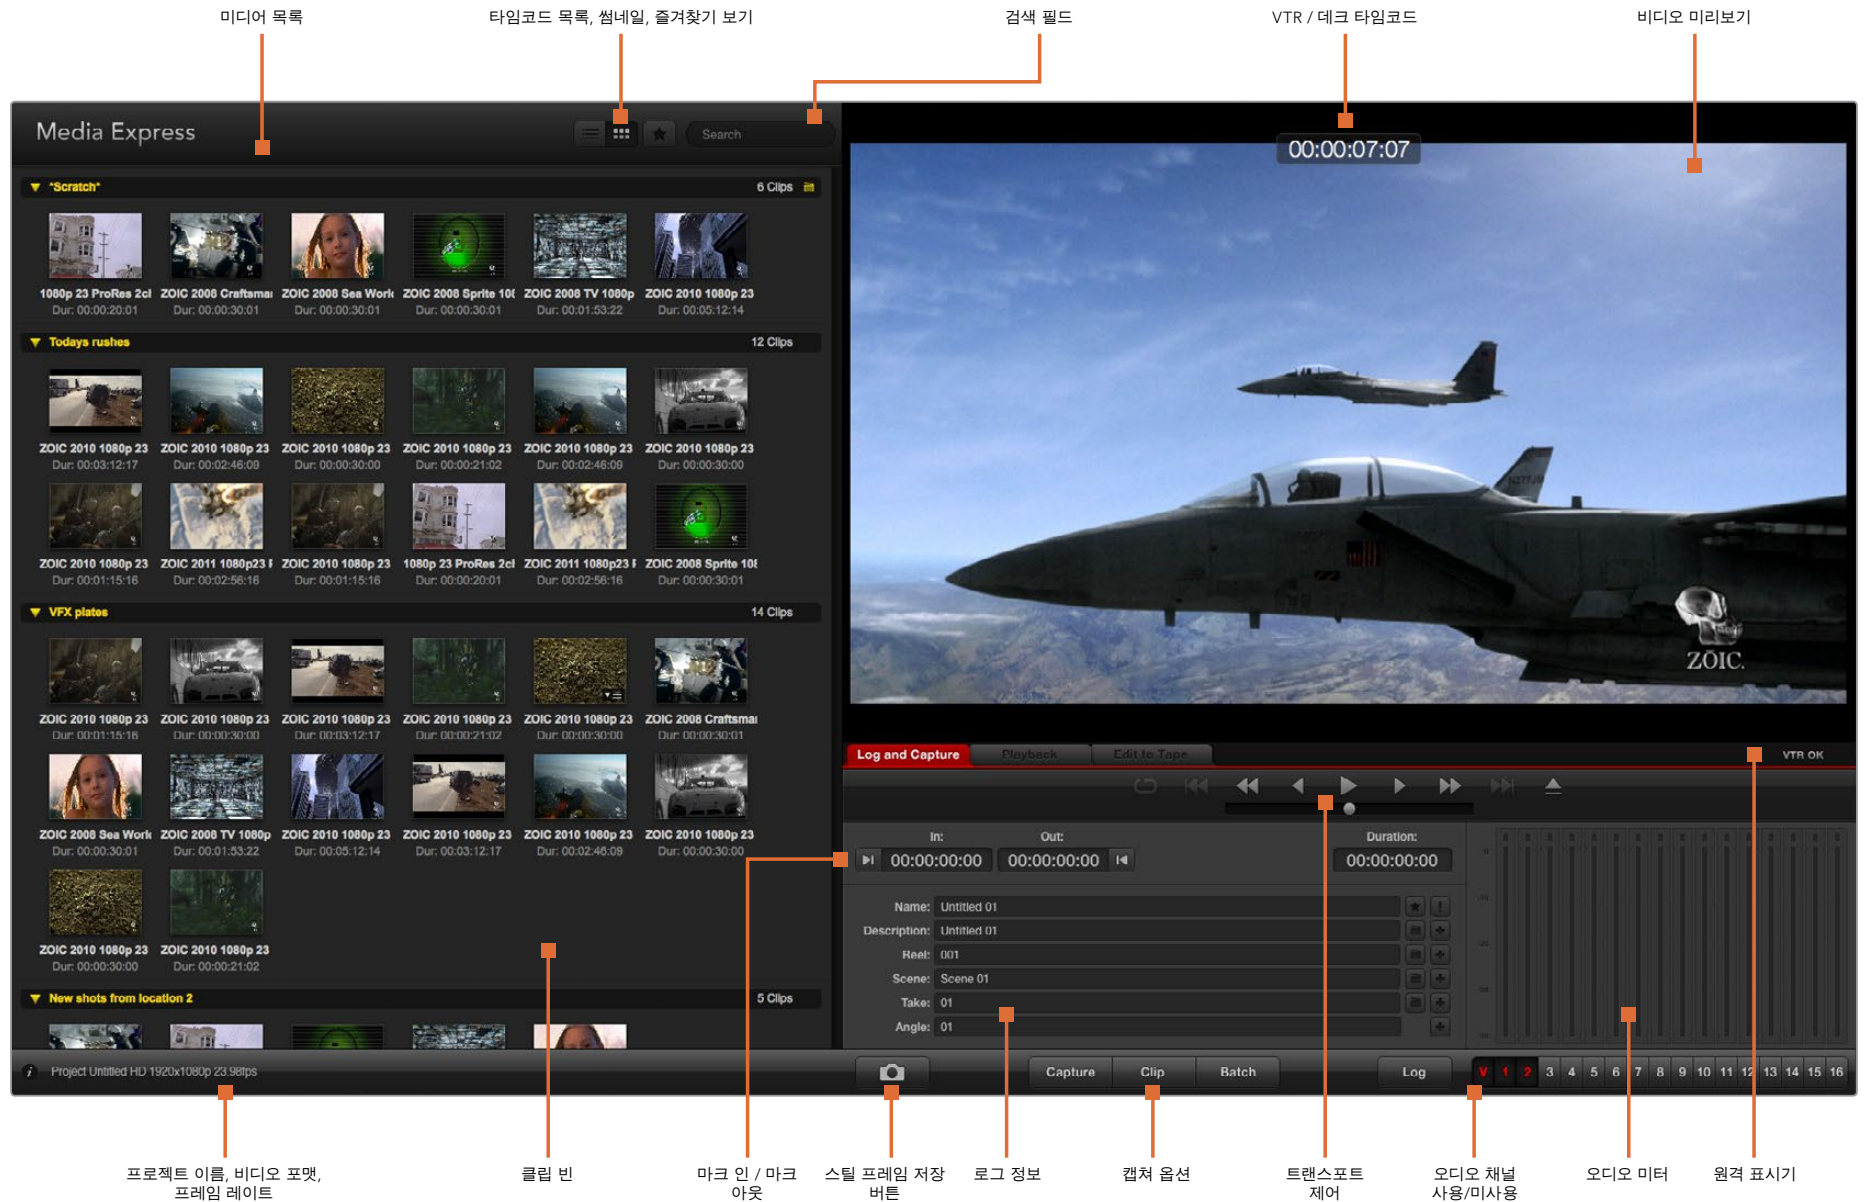 미디어 목록
타임코드 목록, 썸네일, 즐겨찾기 보기
검색 필드
VTR / 데크 타임코드
비디오 미리보기
Media Express
Search
00:00:07:07
*Scratch*
6 Clips
1080p 23 ProRes 2cl
ZOIC 2008 Craftsma
ZOIC 2008 Sea Work
ZOIC 2008 Sprite 108
ZOIC 2008 TV 1080p
ZOIC 2010 1080p 23
Dur: 00:00:20:01
Dur: 00:00:30:01
Dur: 00:00:30:01
Dur: 00:00:30:01
Dur: 00:01:53:22
Dur: 00:05:12:14
Todays rushes
12 Clips
ZOIC 2010 1080p 23
ZOIC 2010 1080p 23
ZOIC 2010 1080p 23
ZOIC 2010 1080p 23
ZOIC 2010 1080p 23
ZOIC 2010 1080p 23
Dur: 00:03:12:17
Dur: 00:02:46:09
Dur: 00:00:30:00
Dur: 00:00:21:02
Dur: 00:02:46:09
Dur: 00:00:30:00
ZOIC 2010 1080p 23
ZOIC 2011 1080p23 F
ZOIC 2010 1080p 23
1080p 23 ProRes 2cl
ZOIC 2011 1080p23 F
ZOIC 2008 Sprite 108
Dur: 00:01:15:16
Dur: 00:02:56:16
Dur: 00:01:15:16
Dur: 00:00:20:01
Dur: 00:02:56:16
Dur: 00:00:30:01
VFX plates
14 Clips
ZOIC 2010 1080p 23
ZOIC 2010 1080p 23
ZOIC 2010 1080p 23
ZOIC 2010 1080p 23
ZOIC 2010 1080p 23
ZOIC 2008 Craftsma
Dur: 00:01:15:16
Dur: 00:00:30:00
Dur: 00:03:12:17
Dur: 00:00:21:02
Dur: 00:00:30:00
Dur: 00:00:30:01
ZOIC 2008 Sea Work
ZOIC 2008 TV 1080p
ZOIC 2010 1080p 23
ZOIC 2010 1080p 23
ZOIC 2010 1080p 23
ZOIC 2010 1080p 23
Dur: 00:00:30:01
Dur: 00:01:53:22
Dur: 00:05:12:14
Dur: 00:03:12:17
Dur: 00:02:46:09
Dur: 00:00:30:00
ZOIC 2010 1080p 23
ZOIC 2010 1080p 23
Dur: 00:00:30:00
Dur: 00:00:21:02
New shots from location 2
5 Clips
Project Untitled HD 1920x1080p 23.98fps
ZOIC.
Log and Capture
Playback
Edit to Tape
VTR OK
In:
Out:
Duration:
00:00:00:00
00:00:00:00
00:00:00:00
Name: Untitled 01
Description: Untitled 01
Reel: 001
Scene: Scene 01
Take: 01
Angle: 01
Capture
Clip
Batch
Log
V 1 2 3 4 5 6 7 8 9 10 11 12 13 14 15 16
프로젝트 이름, 비디오 포맷,
프레임 레이트
클립 빈
마크 인 / 마크
아웃
스틸 프레임 저장
버튼
로그 정보
캡쳐 옵션
트랜스포트
제어
오디오 채널
사용/미사용
오디오 미터
원격 표시기